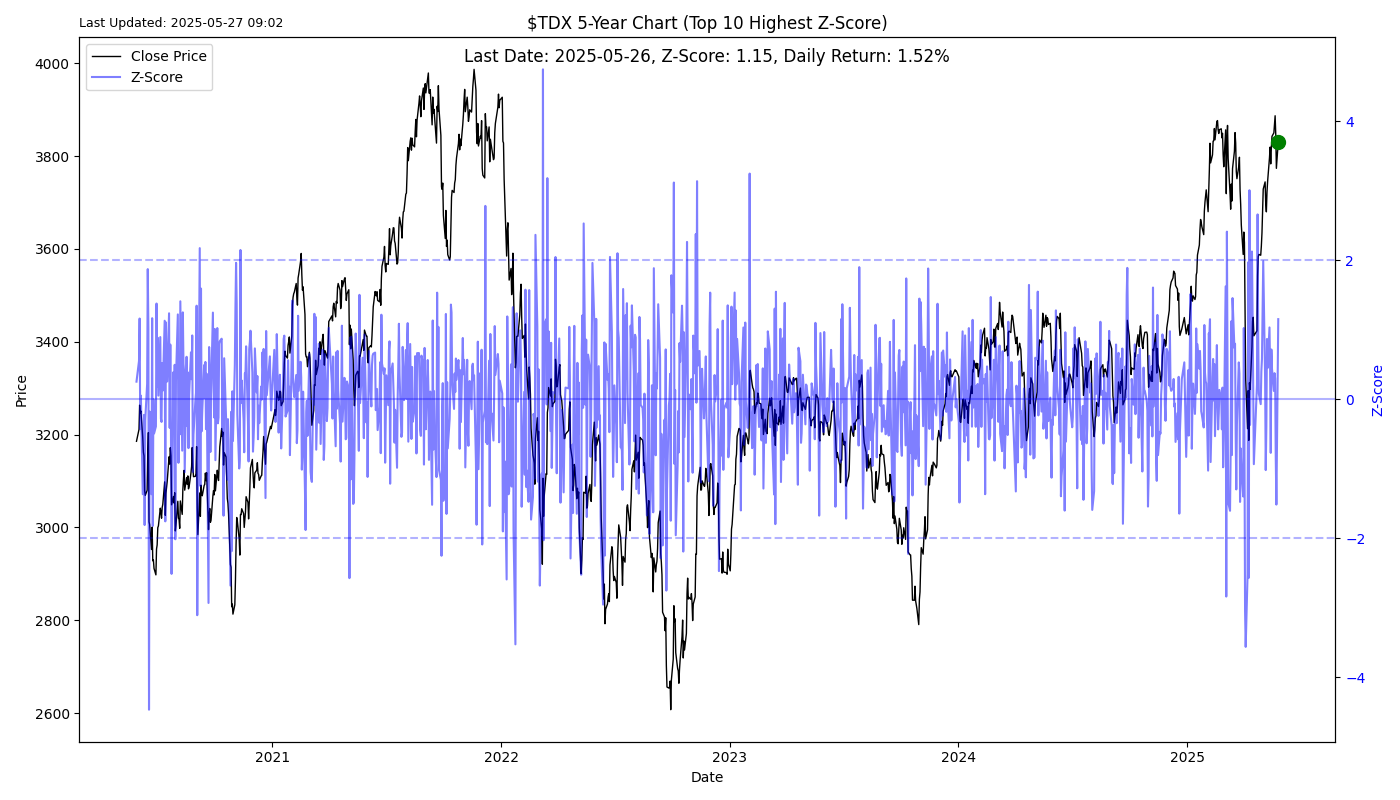 Last Updated: 2025-05-27 09:02
$TDX 5-Year Chart (Top 10 Highest Z-Score)
Last Date: 2025-05-26, Z-Score: 1.15, Daily Return: 1.52%
Close Price
Z-Score
4000
3800
3600
3400
3200
3000
2800
2600
Price
4
2
0
−2
−4
Z-Score
2021
2022
2023
2024
2025
Date